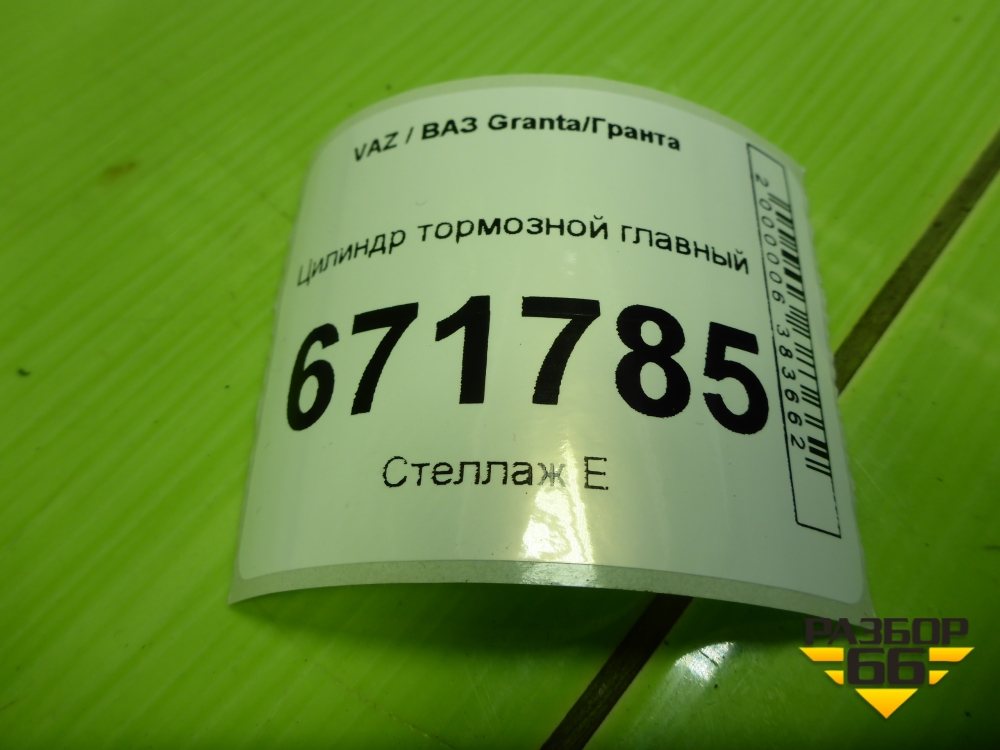 VAZ / ВАЗ Granta/Гранта
Цилиндр тормозной главный
671785
Стеллаж Е
2000006383662
РАЗБОР
66